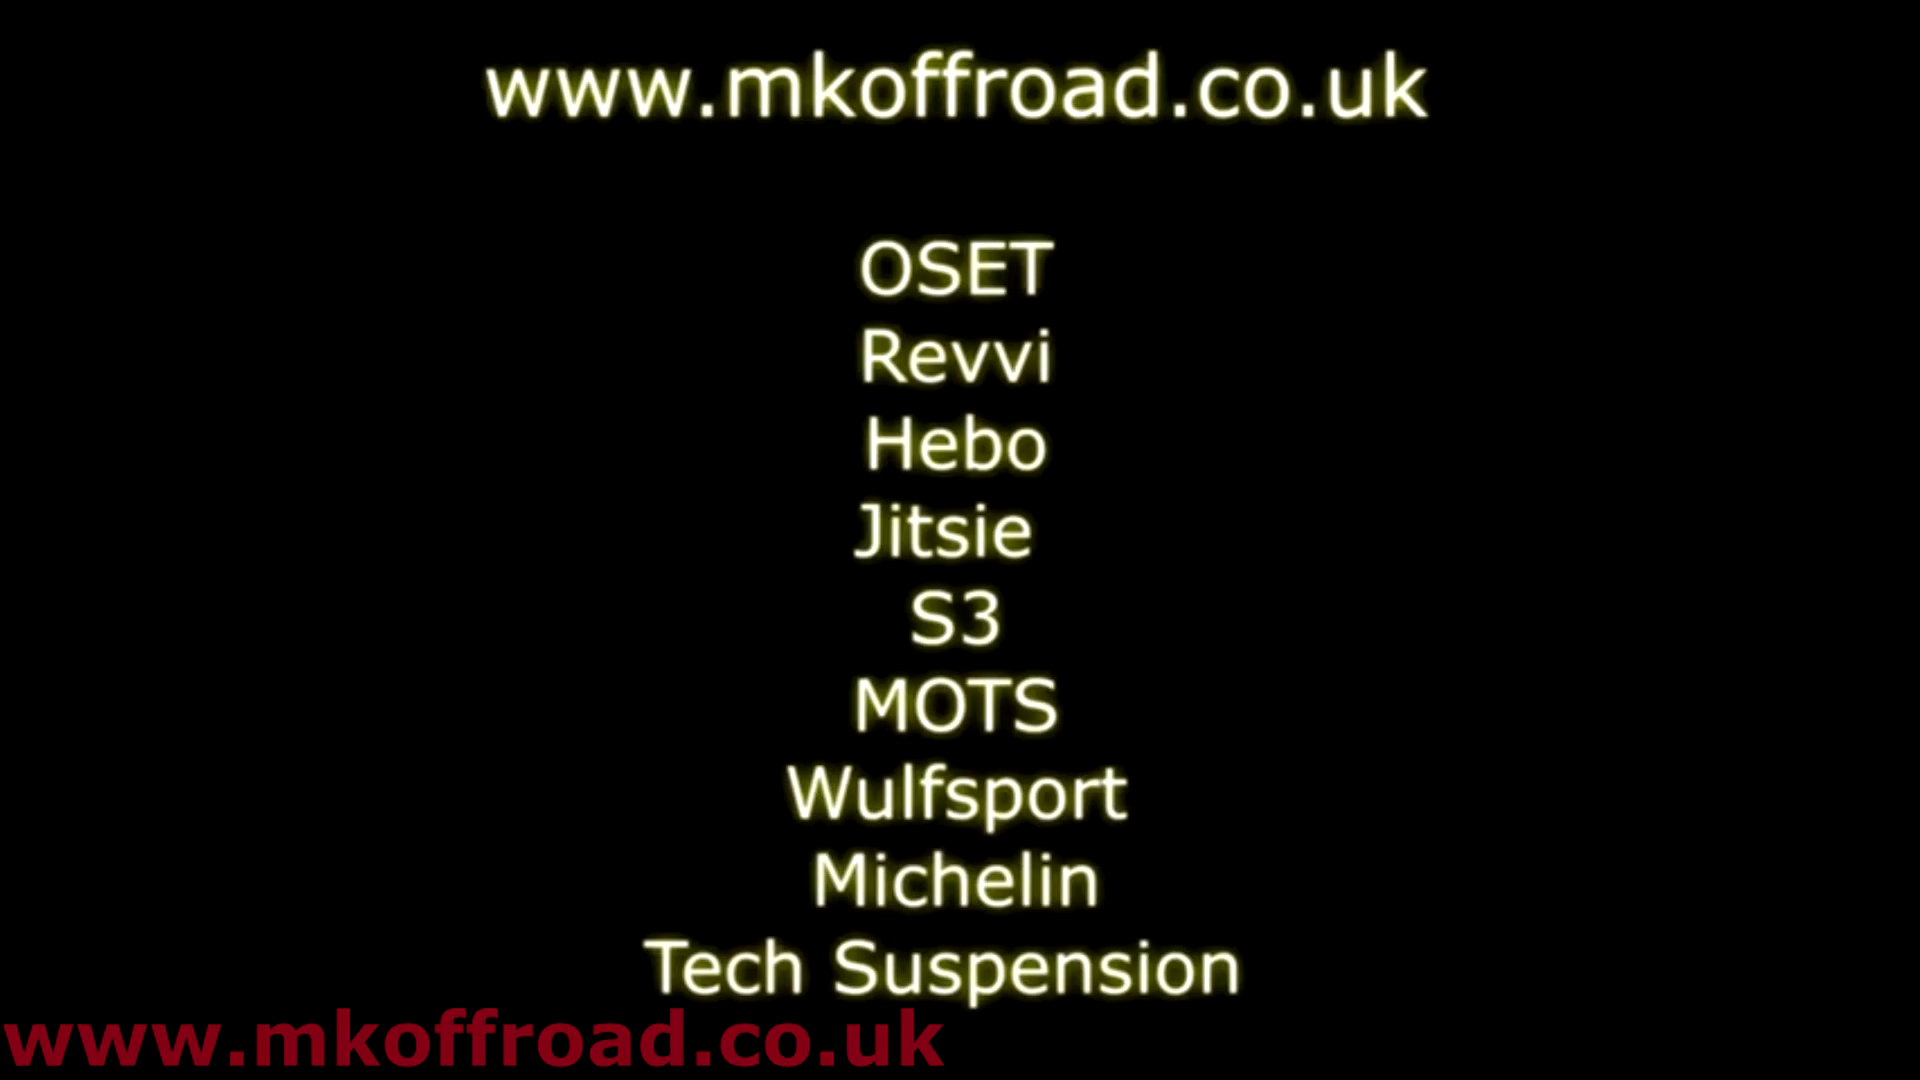 www.mkoffroad.co.uk
OSET
Revvi
Hebo
Jitsie
S3
MOTS
Wulfsport
Michelin
Tech Suspension
www.mkoffroad.co.uk